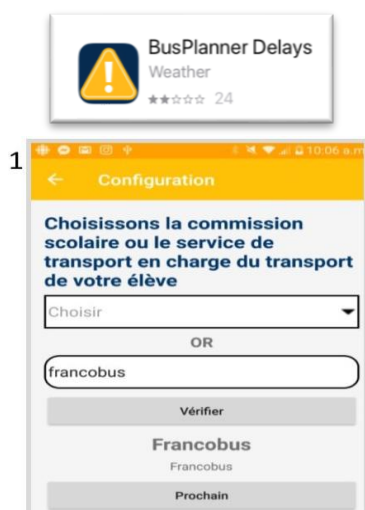 BusPlanner Delays
Weather
24
1
10:06 a.m
Configuration
Choisissons la commission
scolaire ou le service de
transport en charge du transport
de votre élève
Choisir
OR
francobus
Vérifier
Francobus
Francobus
Prochain